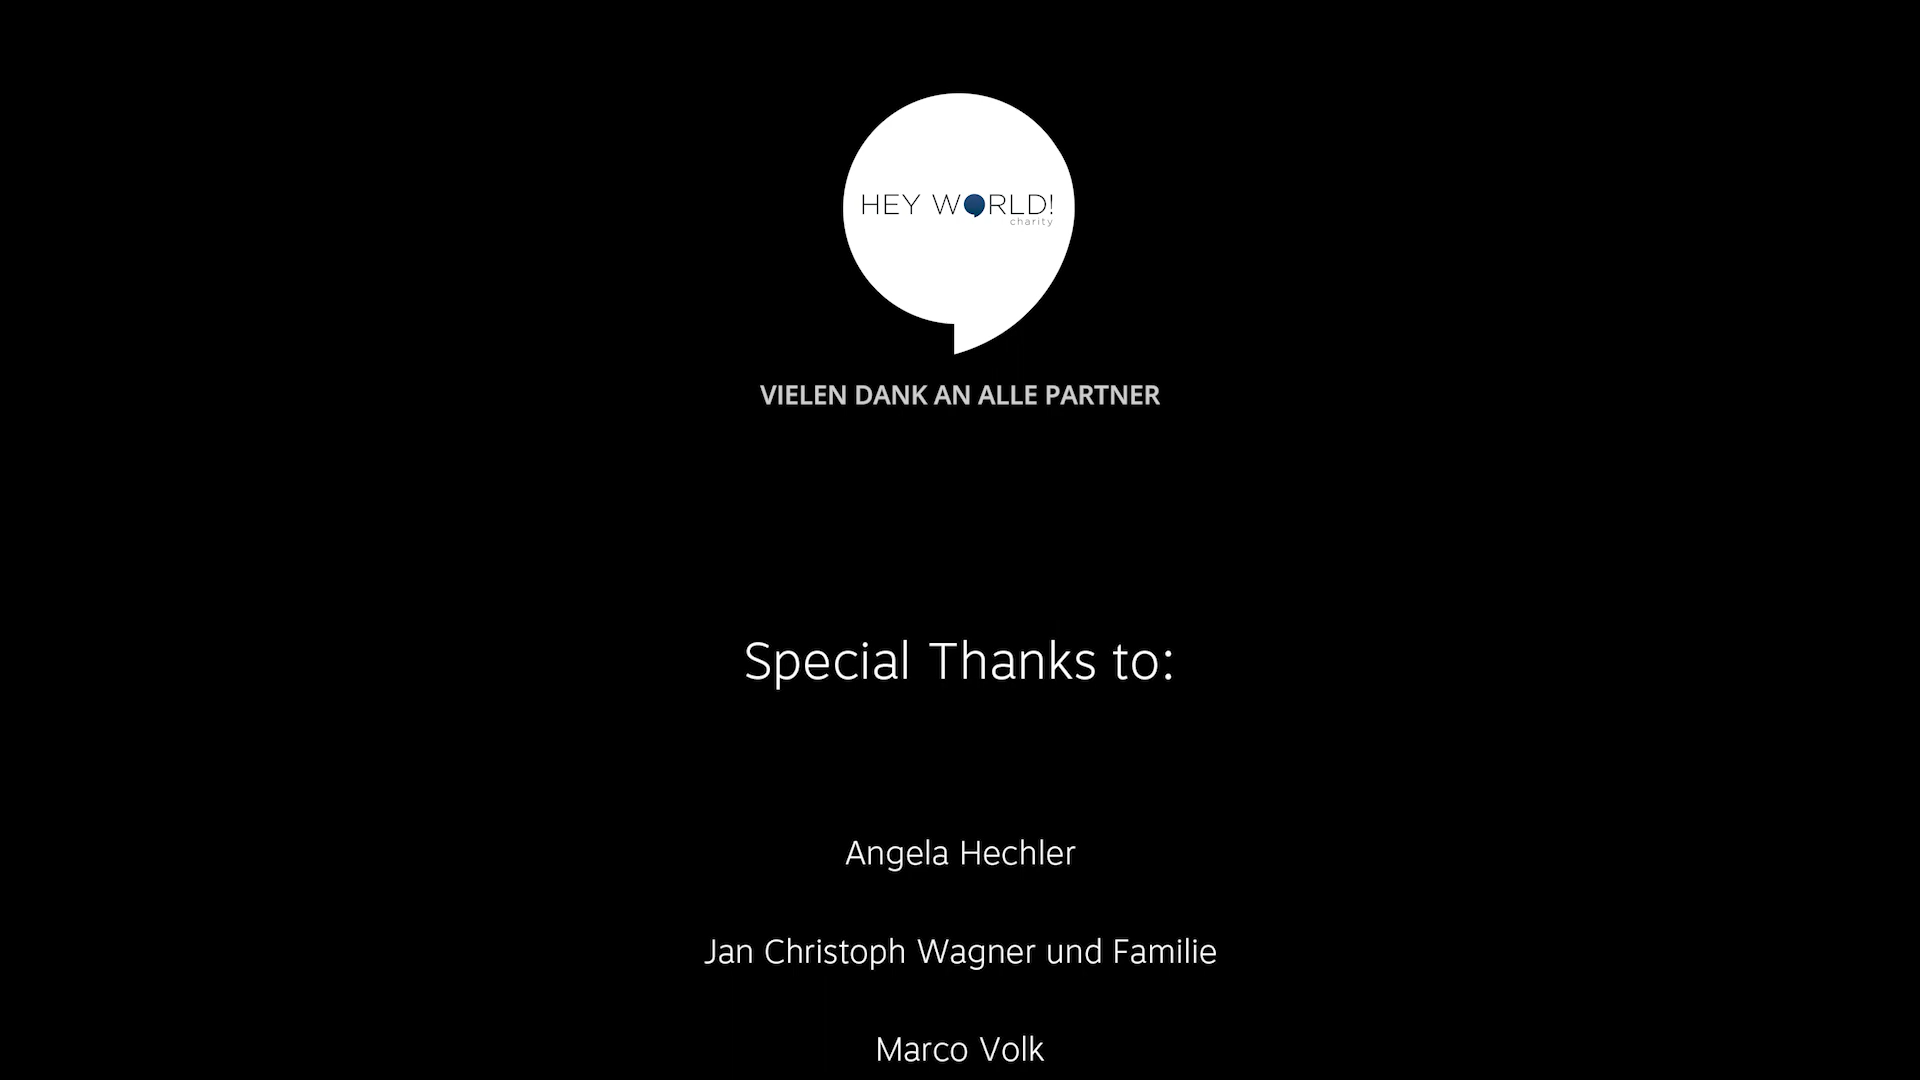 HEY WORLD!
charity
VIELEN DANK AN ALLE PARTNER
Special Thanks to:
Angela Hechler
Jan Christoph Wagner und Familie
Marco Volk